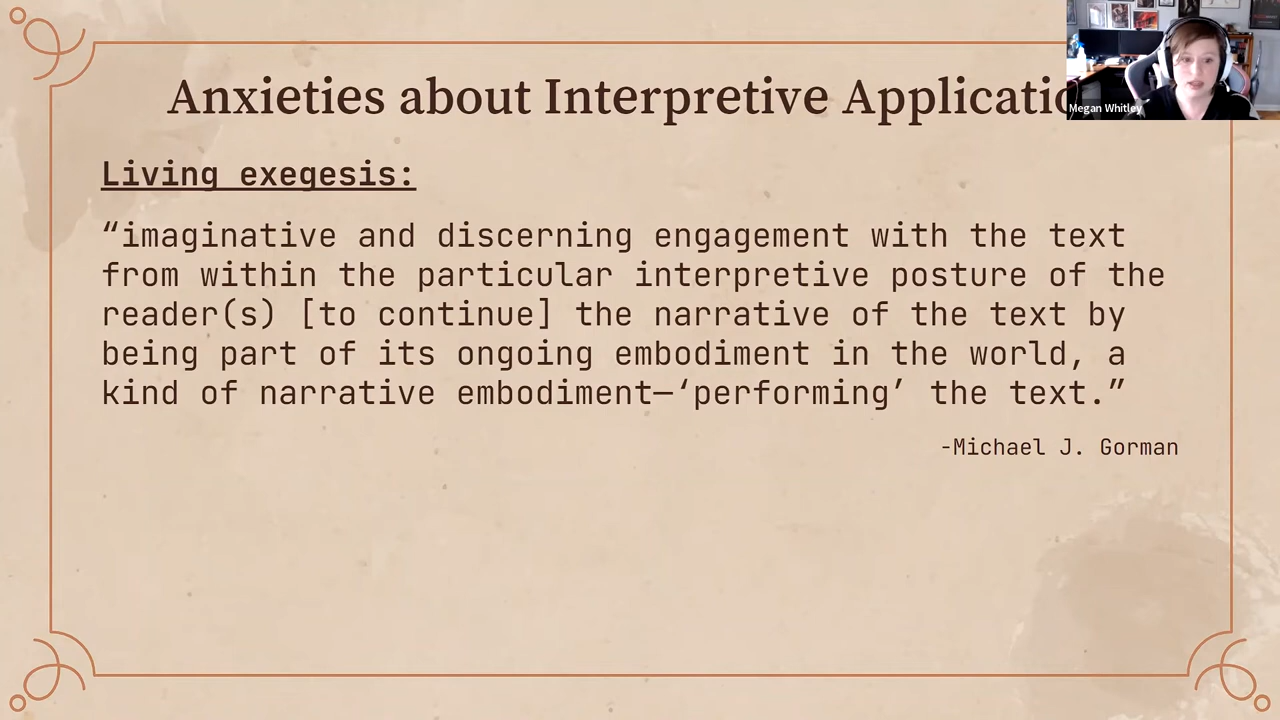 Anxieties about Interpretive
Megan Whitley
Living exegesis:
“imaginative and discerning engagement with the text
from within the particular interpretive posture of the
reader(s) [to continue] the narrative of the text by
being part of its ongoing embodiment in the world, a
kind of narrative embodiment—‘performing’ the text.”
-Michael J. Gorman